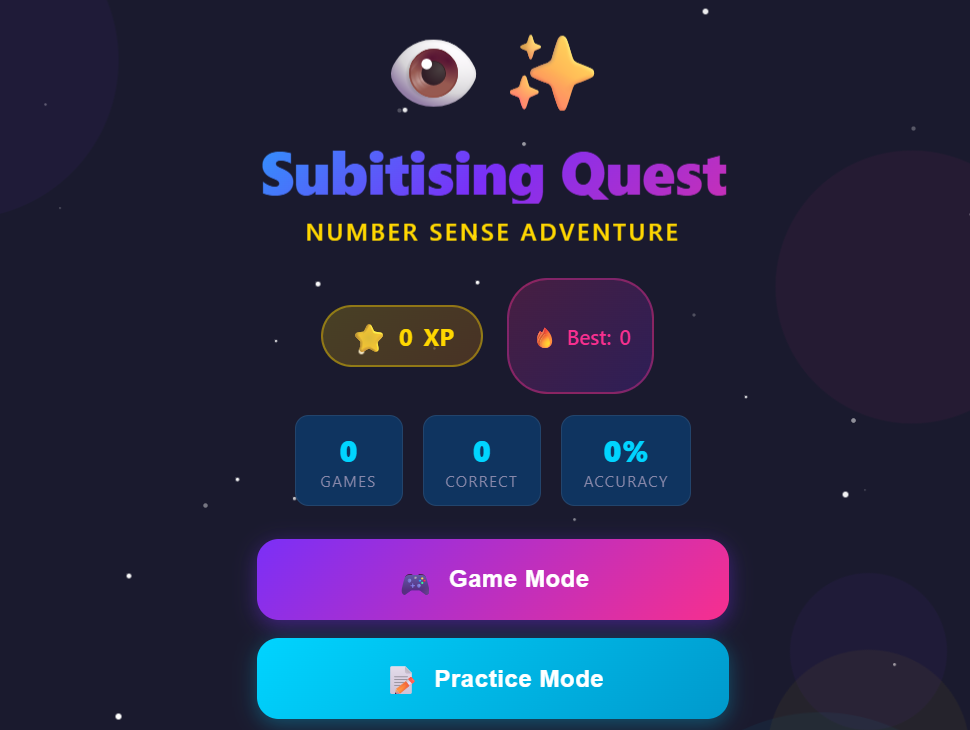 Subitising Quest
NUMBER SENSE ADVENTURE
0 XP
Best: 0
0
GAMES
0
CORRECT
0%
ACCURACY
Game Mode
Practice Mode